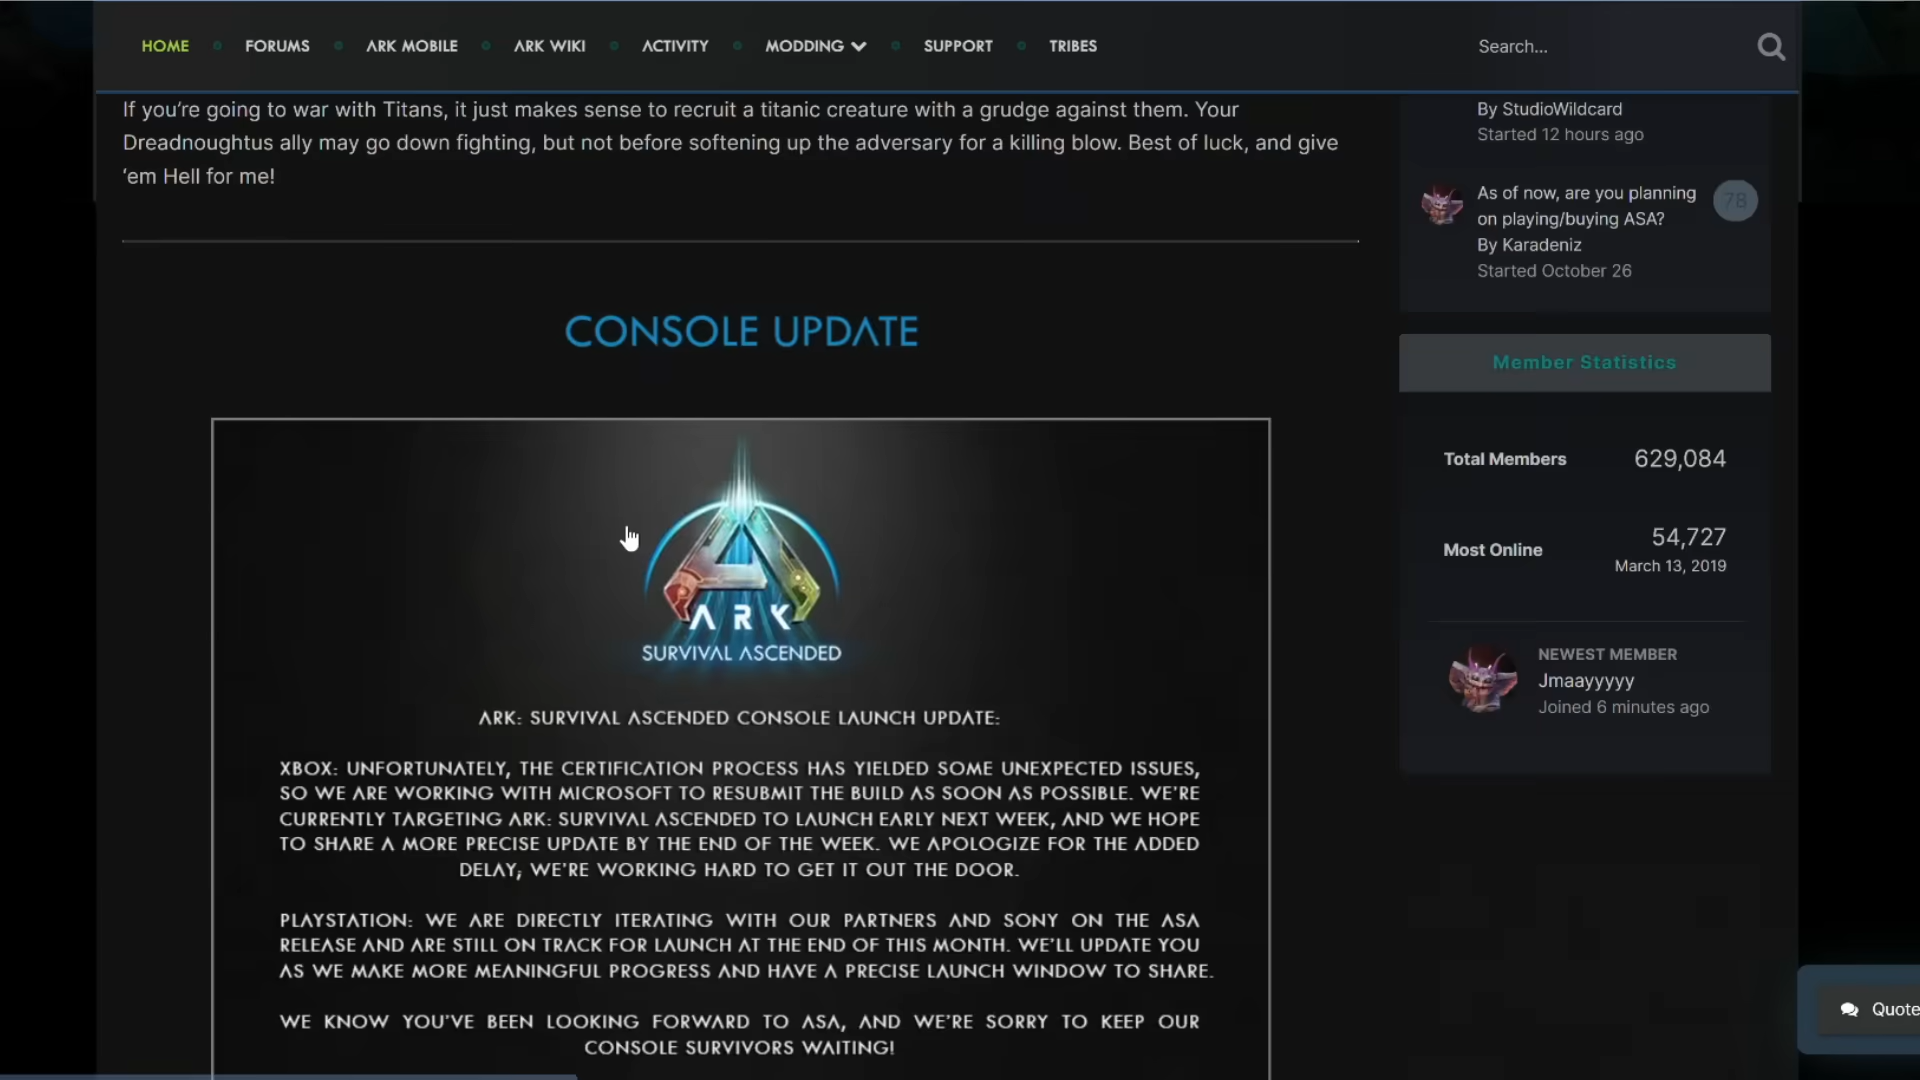 HOME
FORUMS
ARK MOBILE
ARK WIKI
ACTIVITY
MODDING
SUPPORT
TRIBES
Search...
If you’re going to war with Titans, it just makes sense to recruit a titanic creature with a grudge against them. Your
Dreadnoughtus ally may go down fighting, but not before softening up the adversary for a killing blow. Best of luck, and give
‘em Hell for me!
CONSOLE UPDATE
ARK
SURVIVAL ASCENDED
ARK: SURVIVAL ASCENDED CONSOLE LAUNCH UPDATE:
XBOX: UNFORTUNATELY, THE CERTIFICATION PROCESS HAS YIELDED SOME UNEXPECTED ISSUES,
SO WE ARE WORKING WITH MICROSOFT TO RESUBMIT THE BUILD AS SOON AS POSSIBLE. WE'RE
CURRENTLY TARGETING ARK: SURVIVAL ASCENDED TO LAUNCH EARLY NEXT WEEK, AND WE HOPE
TO SHARE A MORE PRECISE UPDATE BY THE END OF THE WEEK. WE APOLOGIZE FOR THE ADDED
DELAY; WE'RE WORKING HARD TO GET IT OUT THE DOOR.
PLAYSTATION: WE ARE DIRECTLY ITERATING WITH OUR PARTNERS AND SONY ON THE ASA
RELEASE AND ARE STILL ON TRACK FOR LAUNCH AT THE END OF THIS MONTH. WE'LL UPDATE YOU
AS WE MAKE MORE MEANINGFUL PROGRESS AND HAVE A PRECISE LAUNCH WINDOW TO SHARE.
WE KNOW YOU'VE BEEN LOOKING FORWARD TO ASA, AND WE'RE SORRY TO KEEP OUR
CONSOLE SURVIVORS WAITING!
By StudioWildcard
Started 12 hours ago
As of now, are you planning
on playing/buying ASA?
78
By Karadeniz
Started October 26
Member Statistics
Total Members 629,084
Most Online 54,727
March 13, 2019
NEWEST MEMBER
Jmaayyyyy
Joined 6 minutes ago
Quote